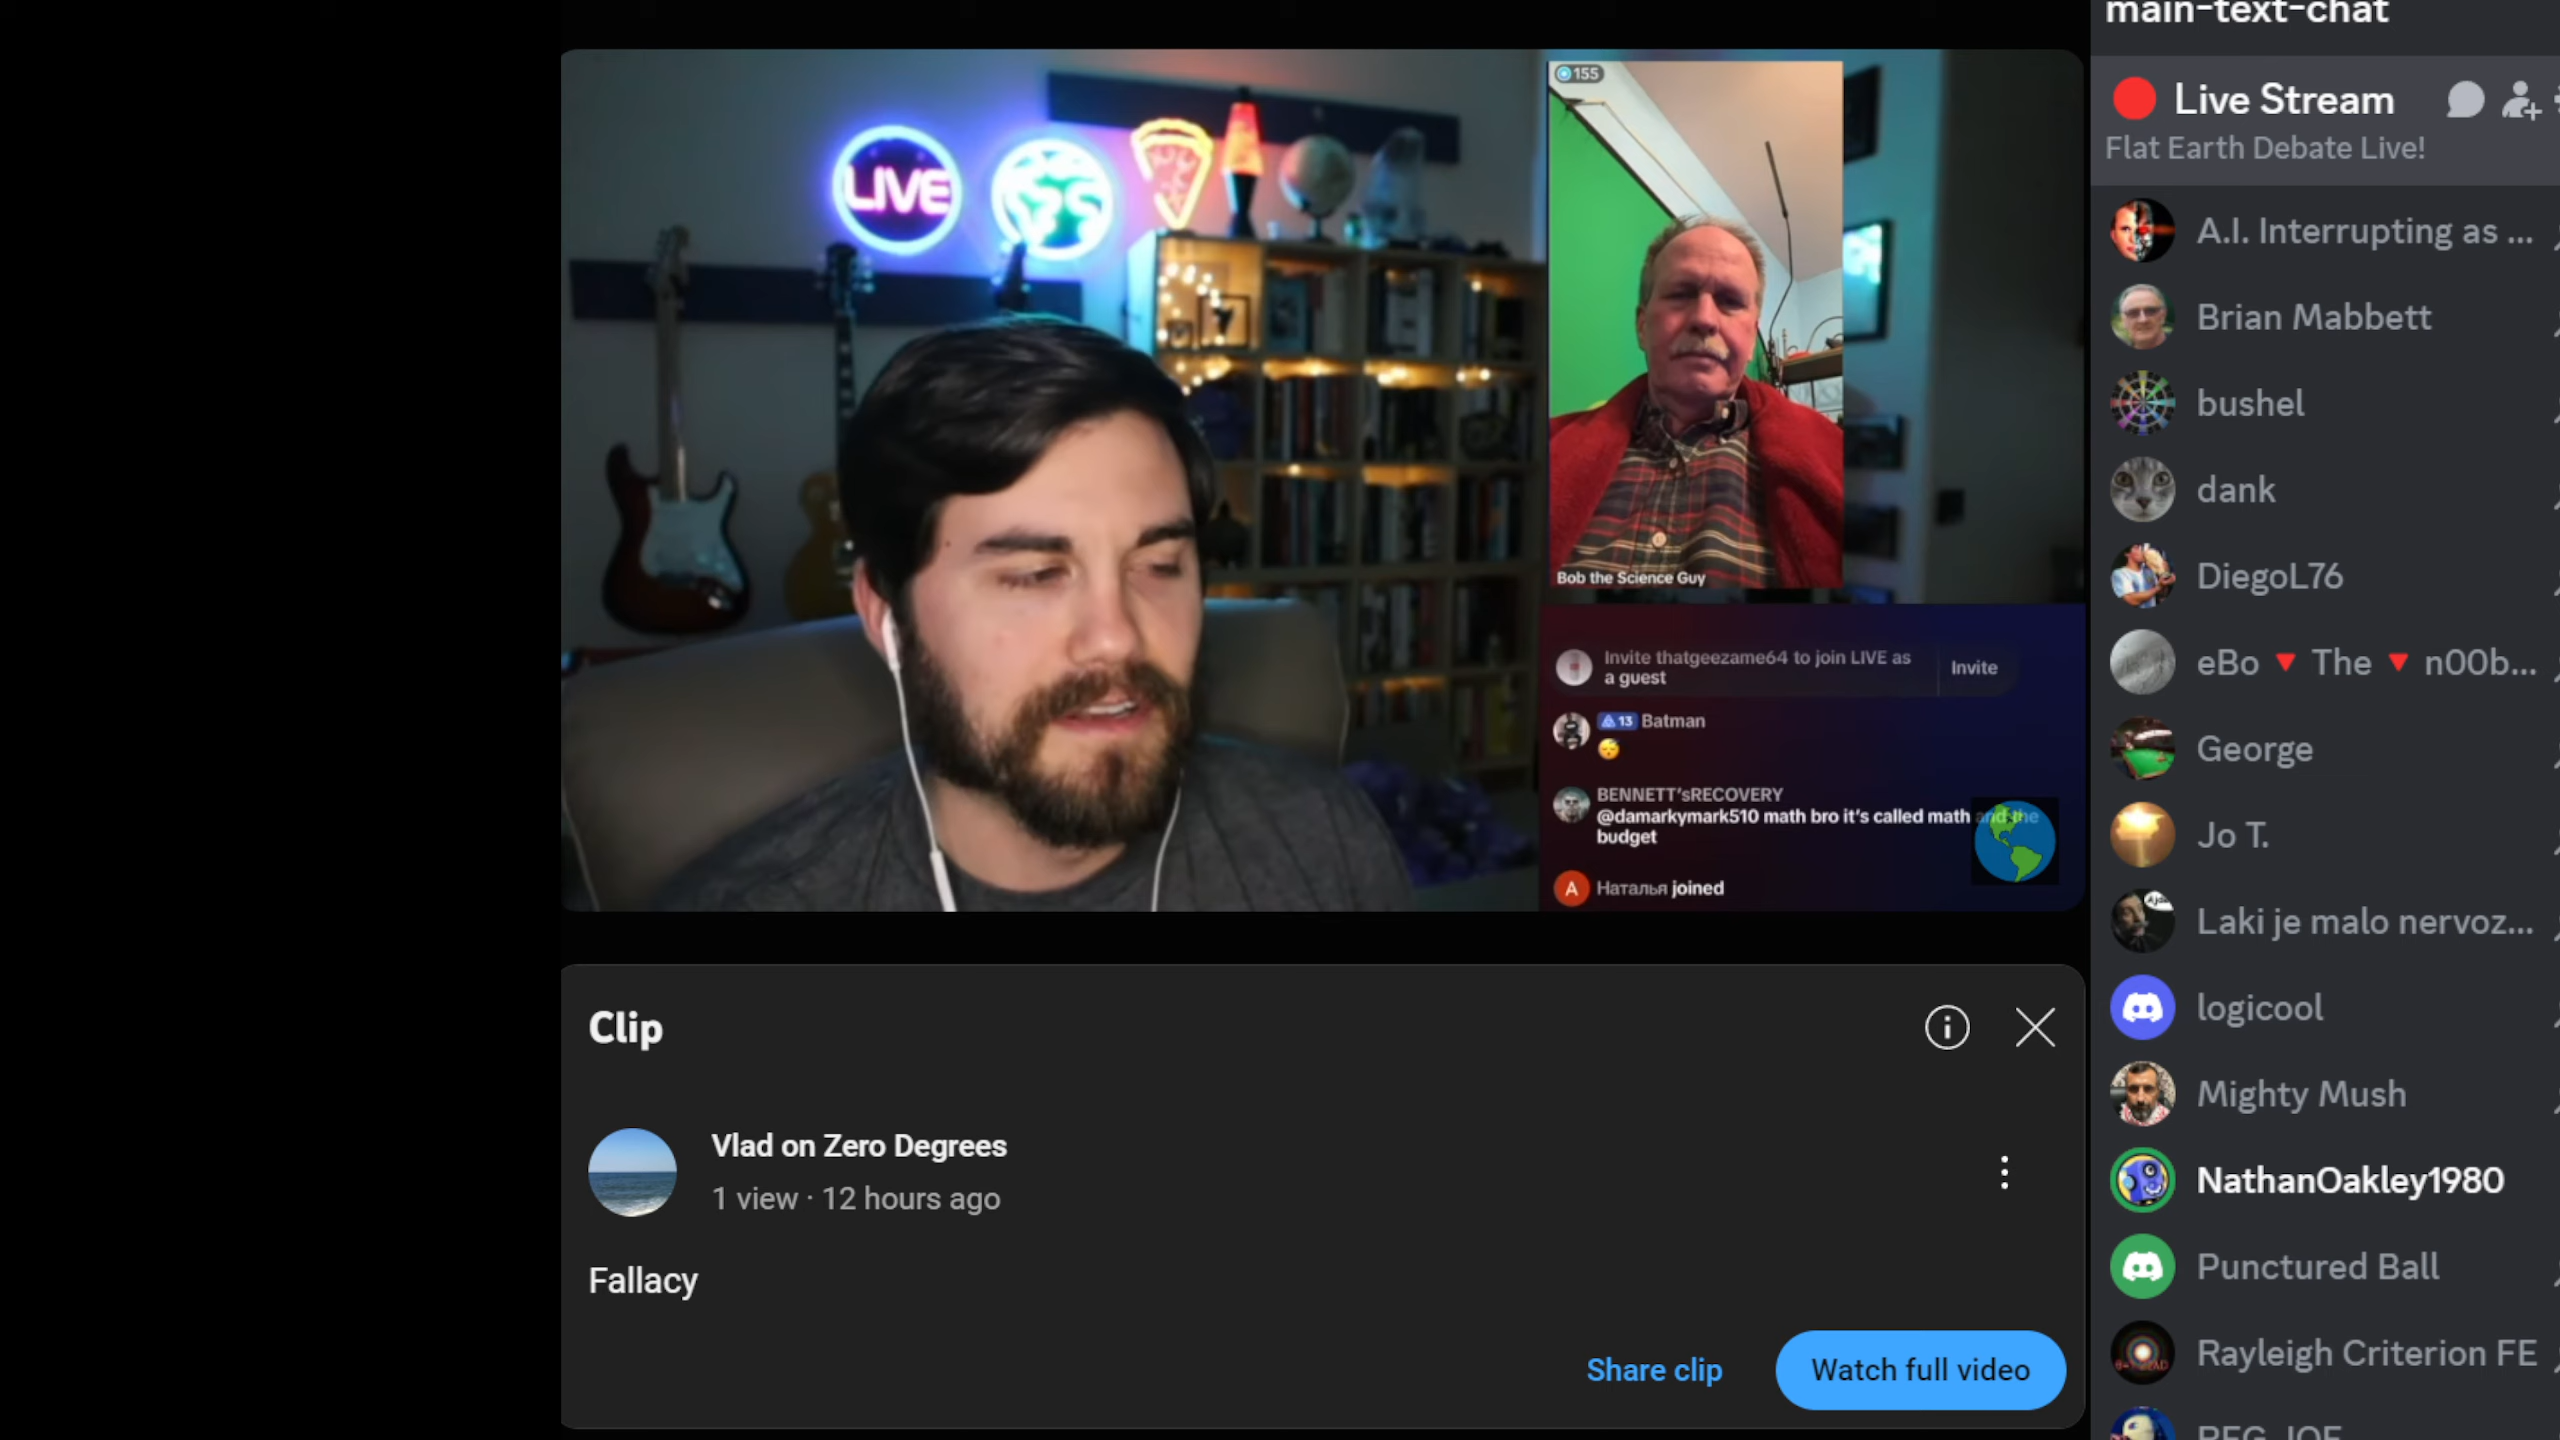 main-text-chat
Live Stream
Flat Earth Debate Live!
A.I. Interrupting as ...
Brian Mabbett
bushel
dank
DiegoL76
eBo 🔻 The 🔻 n00b...
George
Jo T.
Laki je malo nervoz...
logicool
Mighty Mush
NathanOakley1980
Punctured Ball
Rayleigh Criterion FE
LIVE
155
Bob the Science Guy
Invite thatgeezame64 to join LIVE as
a guest
Invite
13 Batman
😴
BENNETT'sRECOVERY
@damarkymark510 math bro it's called math and the
budget
A
Наталья joined
Clip
Vlad on Zero Degrees
1 view · 12 hours ago
Fallacy
Share clip
Watch full video